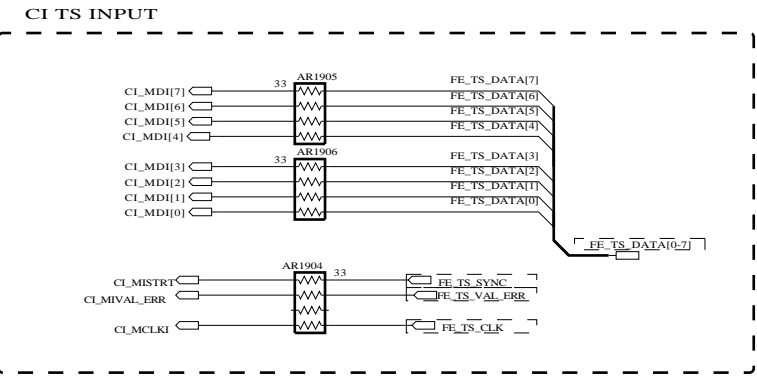 CI TS INPUT
AR1905
33
CI_MDI[7] FE_TS_DATA[7]
CI_MDI[6] FE_TS_DATA[6]
CI_MDI[5] FE_TS_DATA[5]
CI_MDI[4] FE_TS_DATA[4]
AR1906
33
CI_MDI[3] FE_TS_DATA[3]
CI_MDI[2] FE_TS_DATA[2]
CI_MDI[1] FE_TS_DATA[1]
CI_MDI[0] FE_TS_DATA[0]
FE_TS_DATA[0-7]
AR1904
33
CI_MISTRT FE_TS_SYNC
CI_MIVAL_ERR FE_TS_VAL_ERR
CI_MCLKI FE_TS_CLK